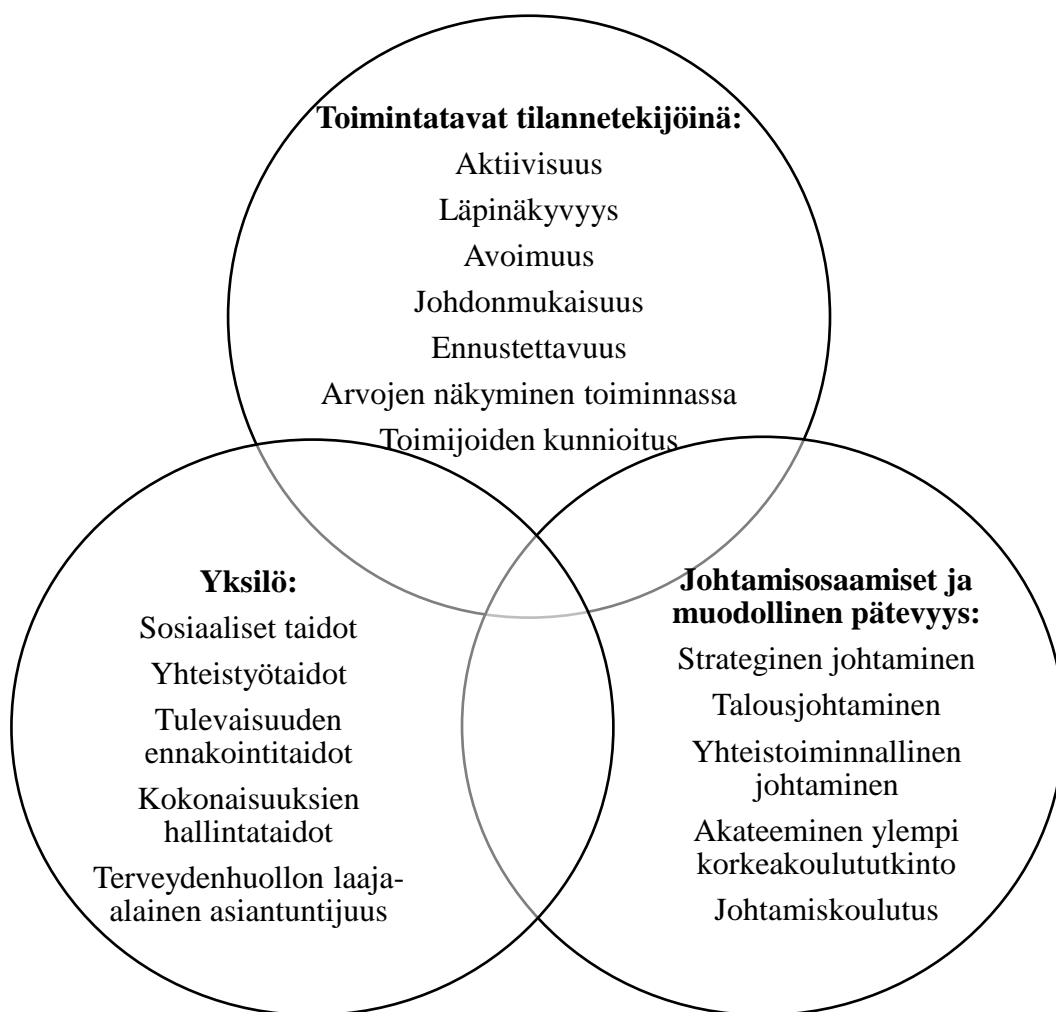 Toimintatavat tilannetekijöinä:
Aktiivisuus
Läpinäkyvyys
Avoimuus
Johdonmukaisuus
Ennustettavuus
Arvojen näkyminen toiminnassa
Toimijoiden kunnioitus
Yksilö:
Sosiaaliset taidot
Yhteistyötaidot
Tulevaisuuden
ennakointitaidot
Kokonaisuuksien
hallintataidot
Terveydenhuollon laaja-
alainen asiantuntijuus
Johtamisosaamiset ja
muodollinen pätevyys:
Strateginen johtaminen
Talousjohtaminen
Yhteistoiminnallinen
johtaminen
Akateeminen ylempi
korkeakoulututkinto
Johtamiskoulutus